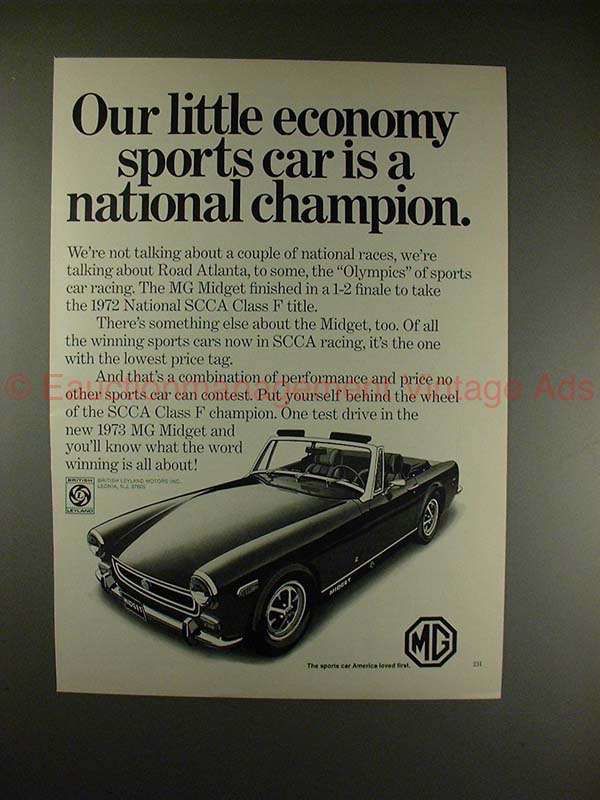 Our little economy
sports car is a
national champion.
We're not talking about a couple of national races, we're
talking about Road Atlanta, to some, the "Olympics" of sports
car racing. The MG Midget finished in a 1-2 finale to take
the 1972 National SCCA Class F title.
There's something else about the Midget, too. Of all
the winning sports cars now in SCCA racing, it's the one
with the lowest price tag.
And that's a combination of performance and price no
other sports car can contest. Put yourself behind the wheel
of the SCCA Class F champion. One test drive in the
new 1973 MG Midget and
you'll know what the word
winning is all about!
© Eauctionmanagement Vintage Ads
BRITISH
LEYLAND
BRITISH LEYLAND MOTORS INC.
LEONIA, N.J. 07605
MIDGET
MIDGET
MG
The sports car America loved first.